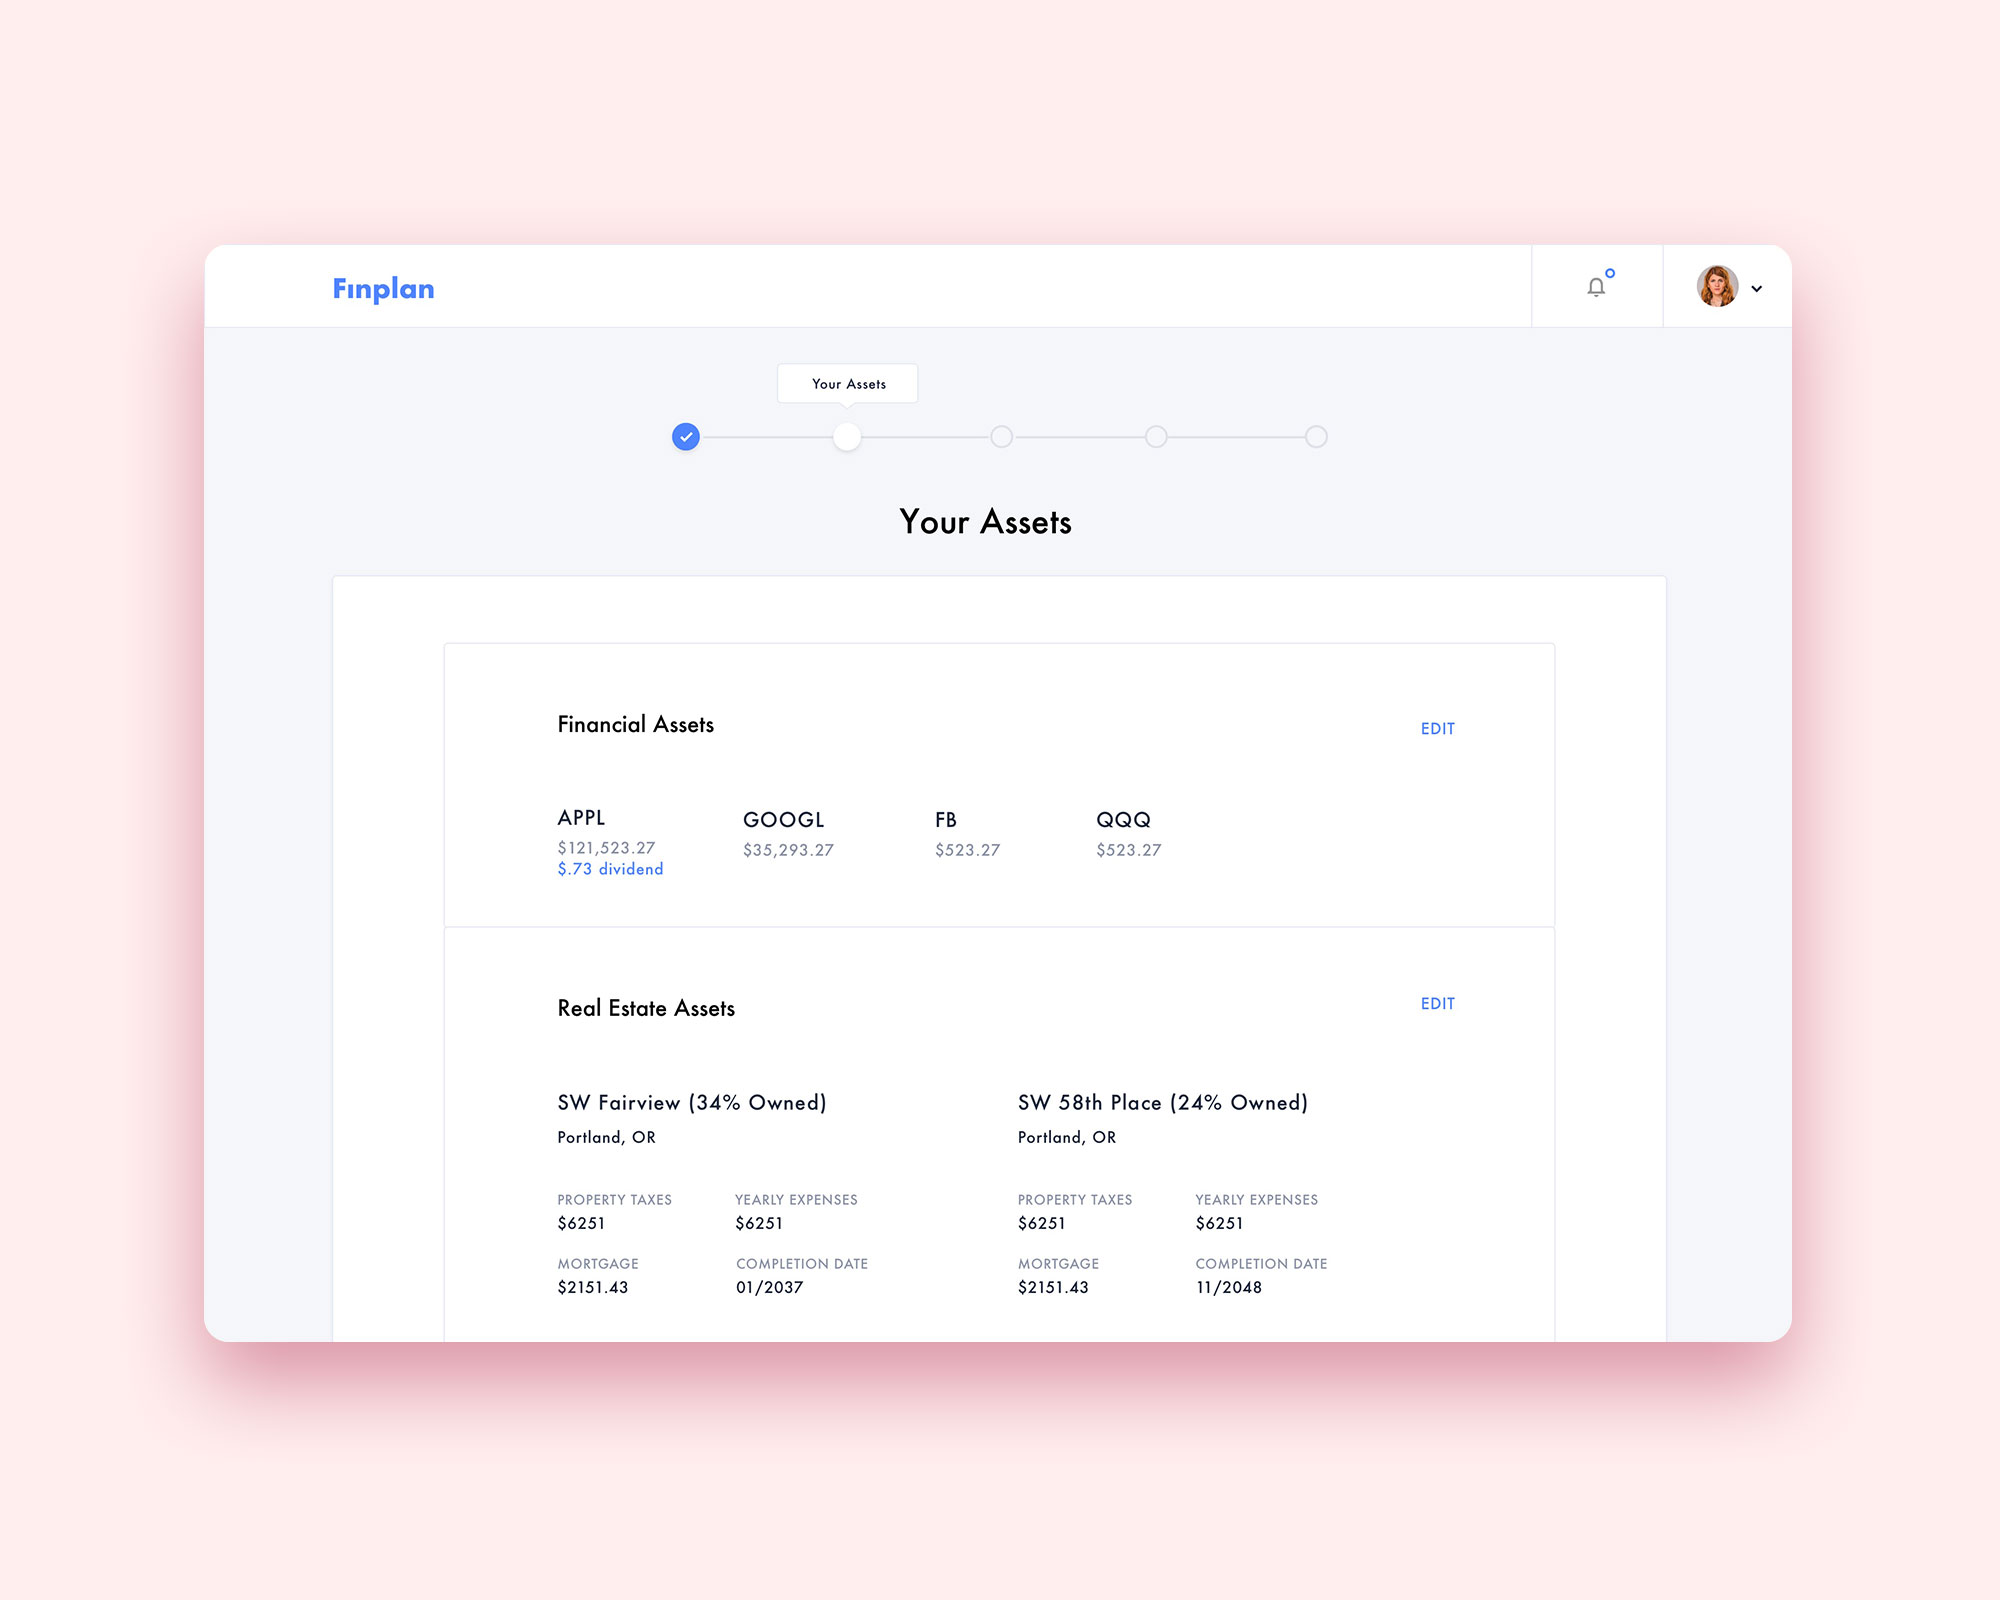 Finplan
Your Assets
Your Assets
Financial Assets
EDIT
APPL
$121,523.27
$.73 dividend
GOOGL
$35,293.27
FB
$523.27
QQQ
$523.27
Real Estate Assets
EDIT
SW Fairview (34% Owned)
Portland, OR
PROPERTY TAXES
$6251
YEARLY EXPENSES
$6251
MORTGAGE
$2151.43
COMPLETION DATE
01/2037
SW 58th Place (24% Owned)
Portland, OR
PROPERTY TAXES
$6251
YEARLY EXPENSES
$6251
MORTGAGE
$2151.43
COMPLETION DATE
11/2048